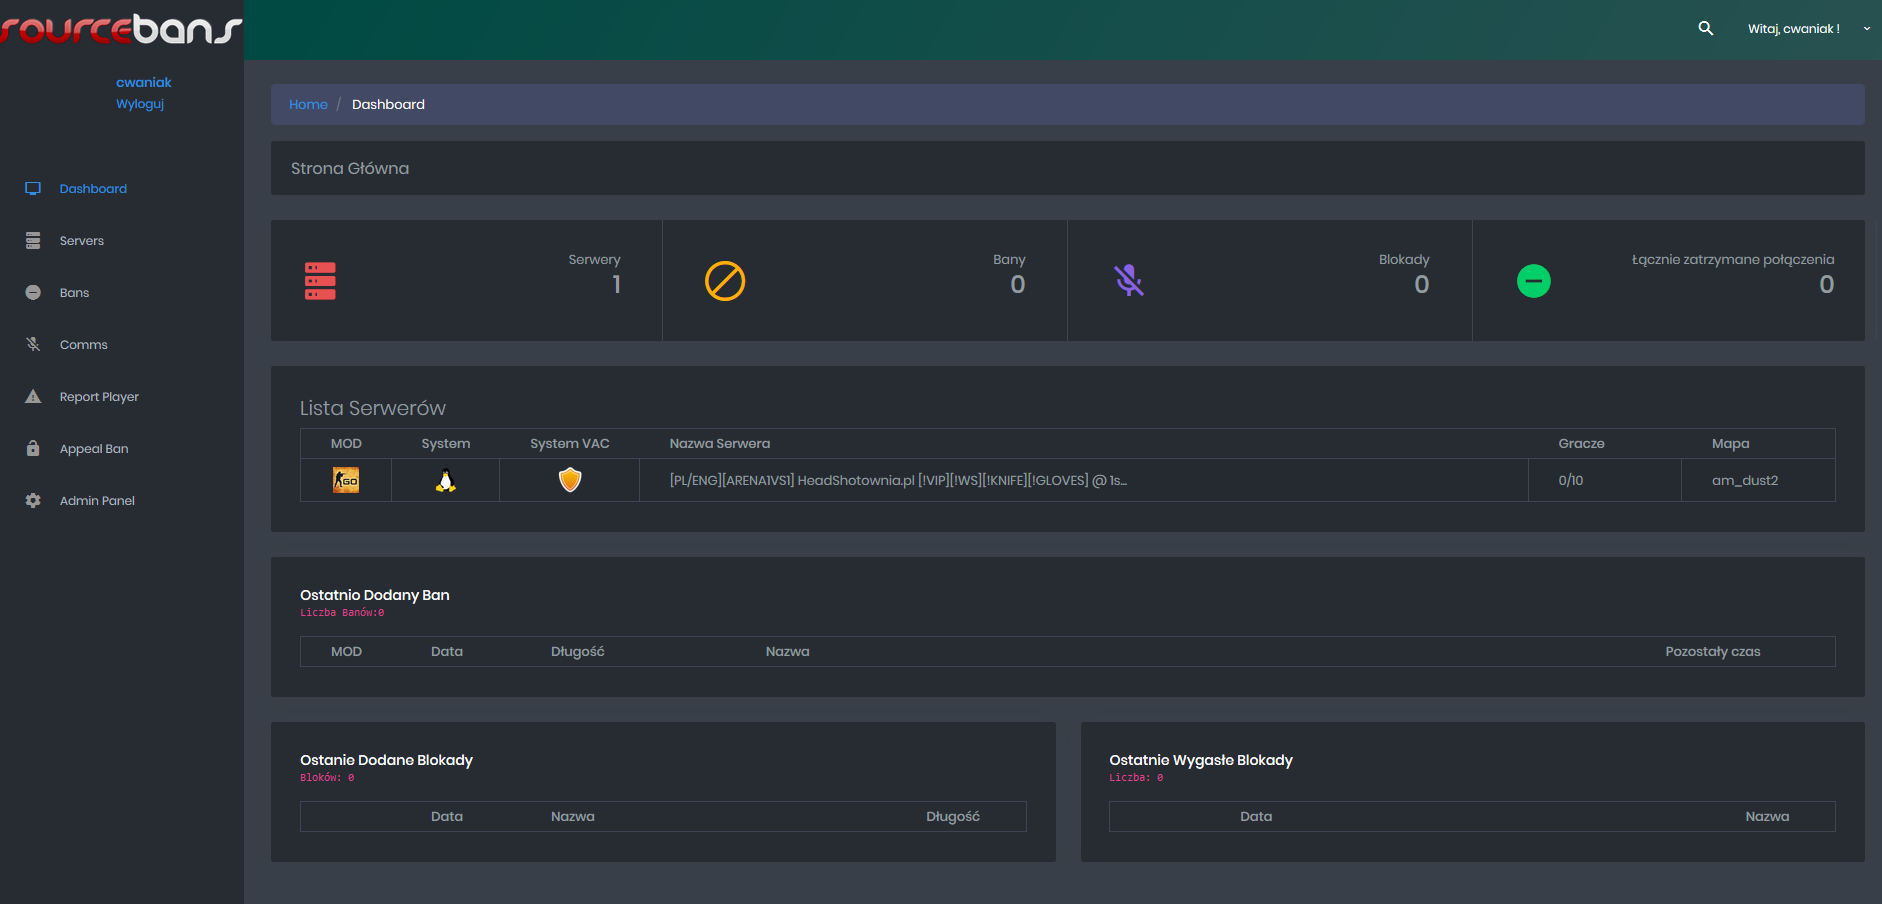 sourcebans
Witaj, cwaniak !
cwaniak
Wyloguj
Dashboard
Servers
Bans
Comms
Report Player
Appeal Ban
Admin Panel
Home / Dashboard
Strona Główna
Serwery
1
Bany
0
Blokady
0
Łącznie zatrzymane połączenia
0
Lista Serwerów
MOD System System VAC Nazwa Serwera Gracze Mapa
GO [PL/ENG][ARENA1VS1] HeadShotownia.pl [!VIP][!WS][!KNIFE][!GLOVES] @ 1s... 0/10 am_dust2
Ostatnio Dodany Ban
Liczba Banów:0
MOD Data Długość Nazwa Pozostały czas
Ostanie Dodane Blokady
Bloków: 0
Data Nazwa Długość
Ostatnie Wygasłe Blokady
Liczba: 0
Data Nazwa